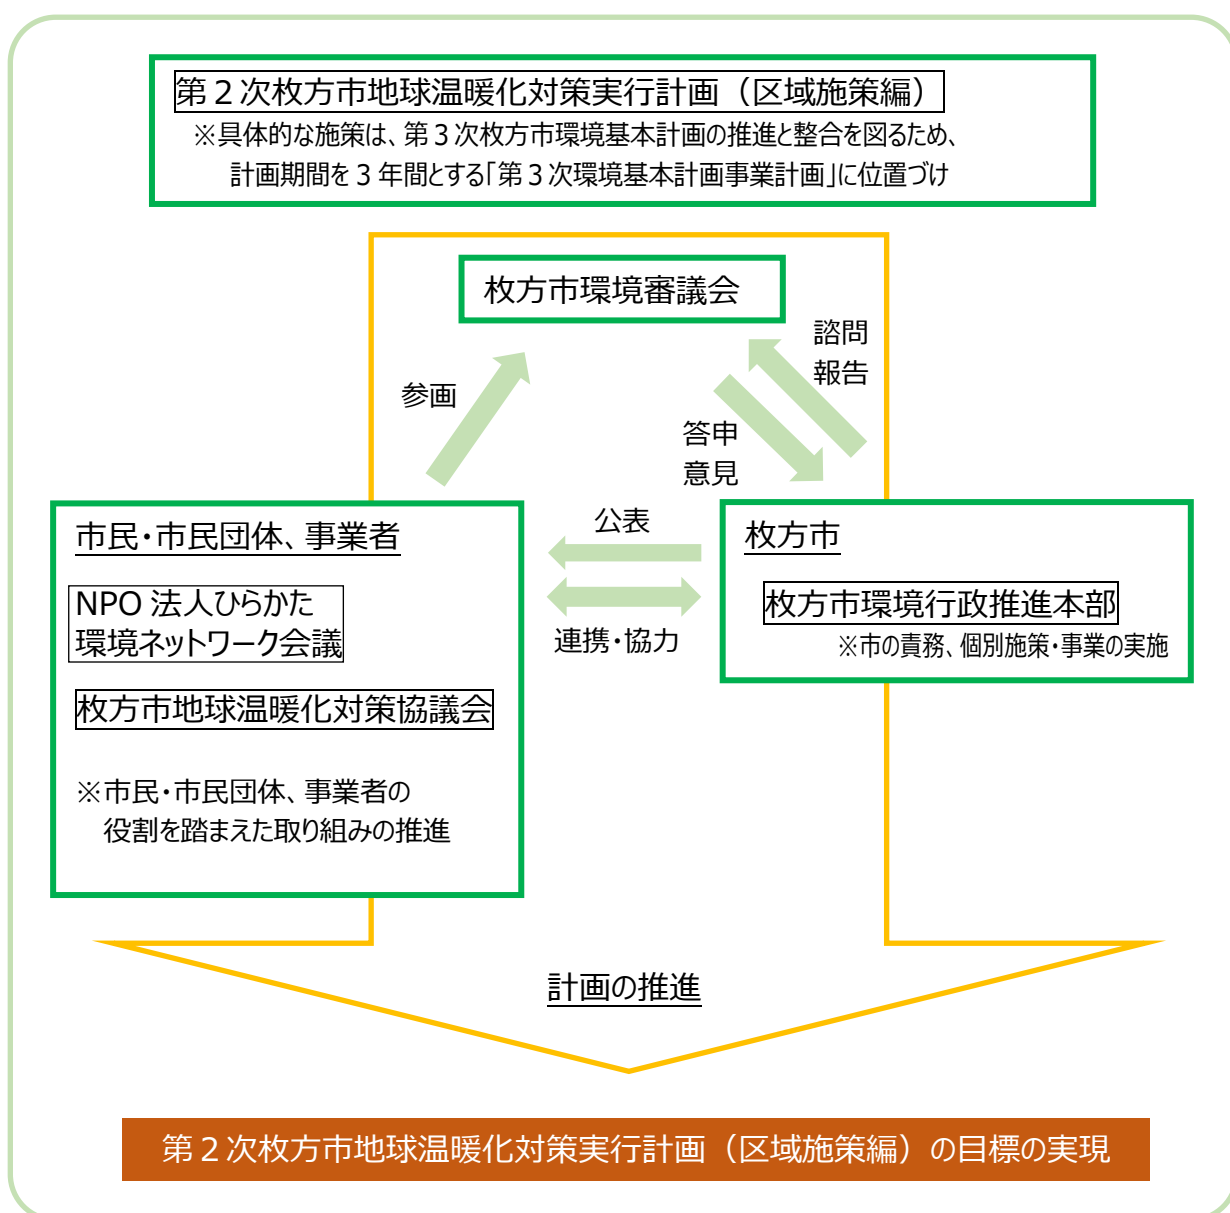 第２次枚方市地球温暖化対策実行計画（区域施策編）
※具体的な施策は、第３次枚方市環境基本計画の推進と整合を図るため、
計画期間を３年間とする「第３次環境基本計画事業計画」に位置づけ
枚方市環境審議会
諮問
報告
参画
答申
意見
公表
連携・協力
市民・市民団体、事業者
NPO 法人ひらかた
環境ネットワーク会議
枚方市地球温暖化対策協議会
※市民・市民団体、事業者の
役割を踏まえた取り組みの推進
枚方市
枚方市環境行政推進本部
※市の責務、個別施策・事業の実施
計画の推進
第２次枚方市地球温暖化対策実行計画（区域施策編）の目標の実現